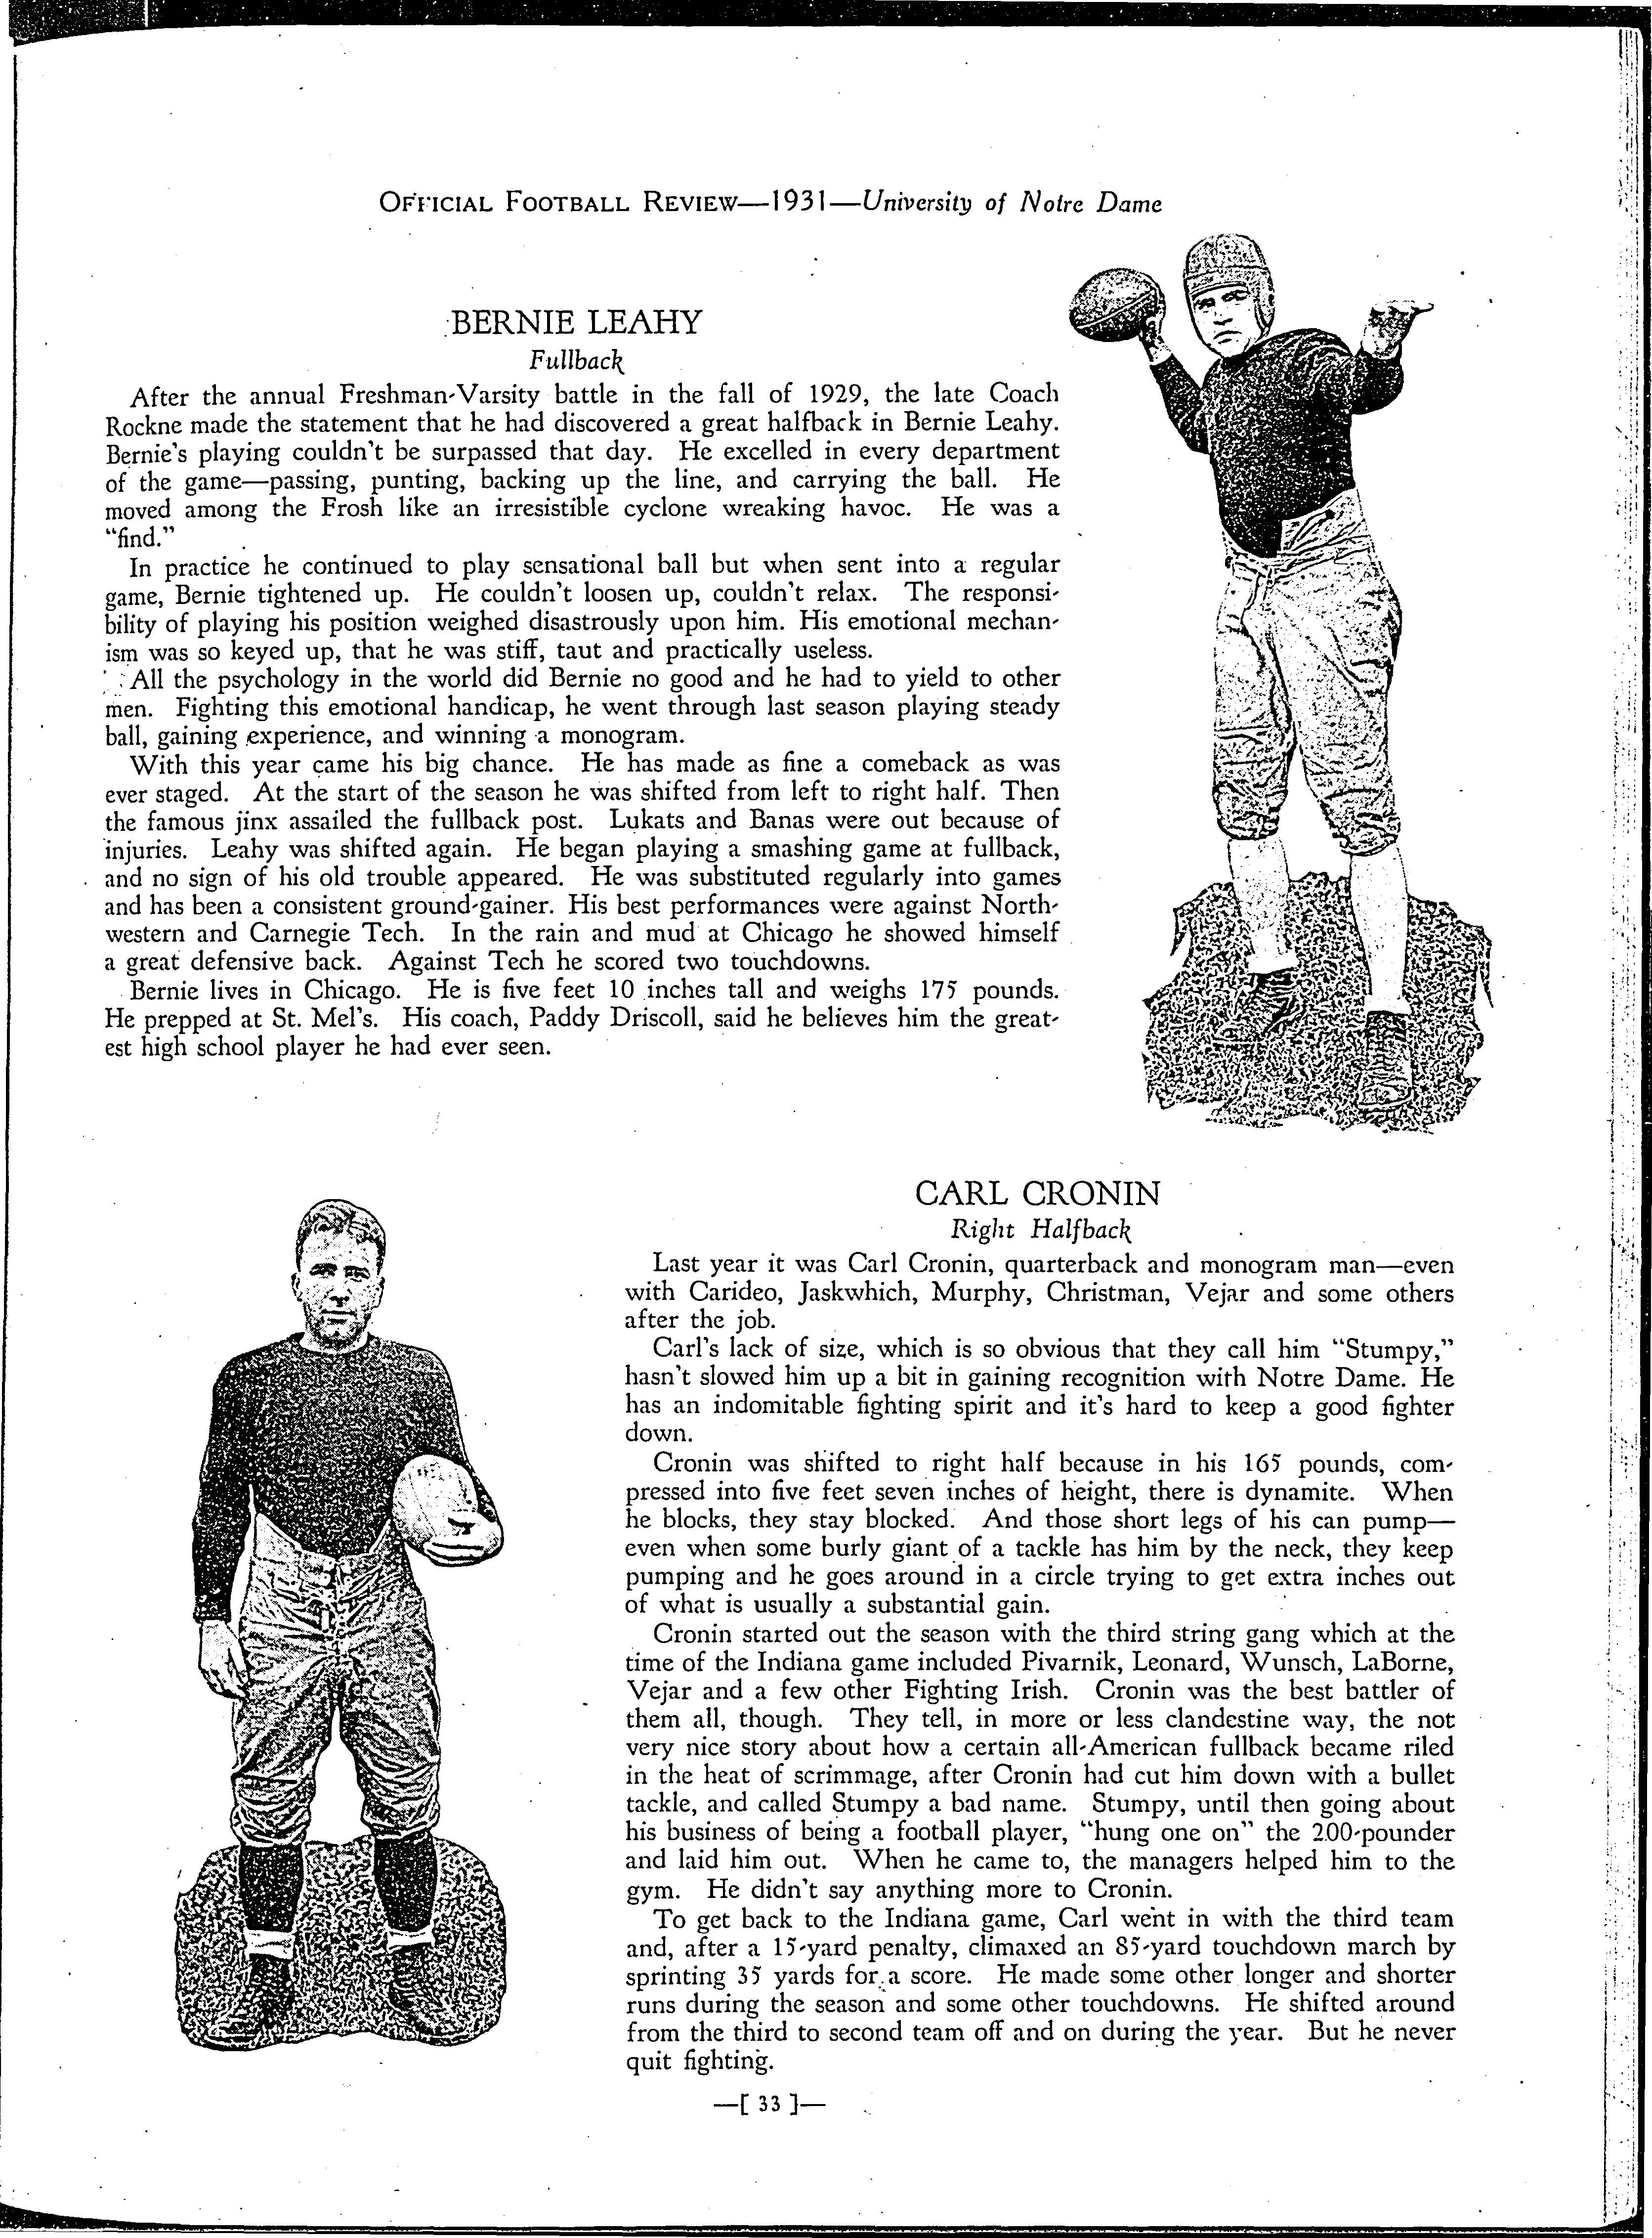 OFFICIAL FOOTBALL REVIEW—1931—University of Notre Dame
BERNIE LEAHY
Fullback
After the annual Freshman-Varsity battle in the fall of 1929, the late Coach
Rockne made the statement that he had discovered a great halfback in Bernie Leahy.
Bernie's playing couldn't be surpassed that day. He excelled in every department
of the game—passing, punting, backing up the line, and carrying the ball. He
moved among the Frosh like an irresistible cyclone wreaking havoc. He was a
"find."
In practice he continued to play sensational ball but when sent into a regular
game, Bernie tightened up. He couldn't loosen up, couldn't relax. The responsi-
bility of playing his position weighed disastrously upon him. His emotional mechan-
ism was so keyed up, that he was stiff, taut and practically useless.
All the psychology in the world did Bernie no good and he had to yield to other
men. Fighting this emotional handicap, he went through last season playing steady
ball, gaining experience, and winning a monogram.
With this year came his big chance. He has made as fine a comeback as was
ever staged. At the start of the season he was shifted from left to right half. Then
the famous jinx assailed the fullback post. Lukats and Banas were out because of
injuries. Leahy was shifted again. He began playing a smashing game at fullback,
and no sign of his old trouble appeared. He was substituted regularly into games
and has been a consistent ground-gainer. His best performances were against North-
western and Carnegie Tech. In the rain and mud at Chicago he showed himself
a great defensive back. Against Tech he scored two touchdowns.
Bernie lives in Chicago. He is five feet 10 inches tall and weighs 175 pounds.
He prepped at St. Mel's. His coach, Paddy Driscoll, said he believes him the great-
est high school player he had ever seen.
CARL CRONIN
Right Halfback
Last year it was Carl Cronin, quarterback and monogram man—even
with Carideo, Jaskwhich, Murphy, Christman, Vejar and some others
after the job.
Carl's lack of size, which is so obvious that they call him "Stumpy,"
hasn't slowed him up a bit in gaining recognition with Notre Dame. He
has an indomitable fighting spirit and it's hard to keep a good fighter
down.
Cronin was shifted to right half because in his 165 pounds, com-
pressed into five feet seven inches of height, there is dynamite. When
he blocks, they stay blocked. And those short legs of his can pump—
even when some burly giant of a tackle has him by the neck, they keep
pumping and he goes around in a circle trying to get extra inches out
of what is usually a substantial gain.
Cronin started out the season with the third string gang which at the
time of the Indiana game included Pivarnik, Leonard, Wunsch, LaBorne,
Vejar and a few other Fighting Irish. Cronin was the best battler of
them all, though. They tell, in more or less clandestine way, the not
very nice story about how a certain all-American fullback became riled
in the heat of scrimmage, after Cronin had cut him down with a bullet
tackle, and called Stumpy a bad name. Stumpy, until then going about
his business of being a football player, "hung one on" the 200-pounder
and laid him out. When he came to, the managers helped him to the
gym. He didn't say anything more to Cronin.
To get back to the Indiana game, Carl went in with the third team
and, after a 15-yard penalty, climaxed an 85-yard touchdown march by
sprinting 35 yards for a score. He made some other longer and shorter
runs during the season and some other touchdowns. He shifted around
from the third to second team off and on during the year. But he never
quit fighting.
—[ 33 ]—